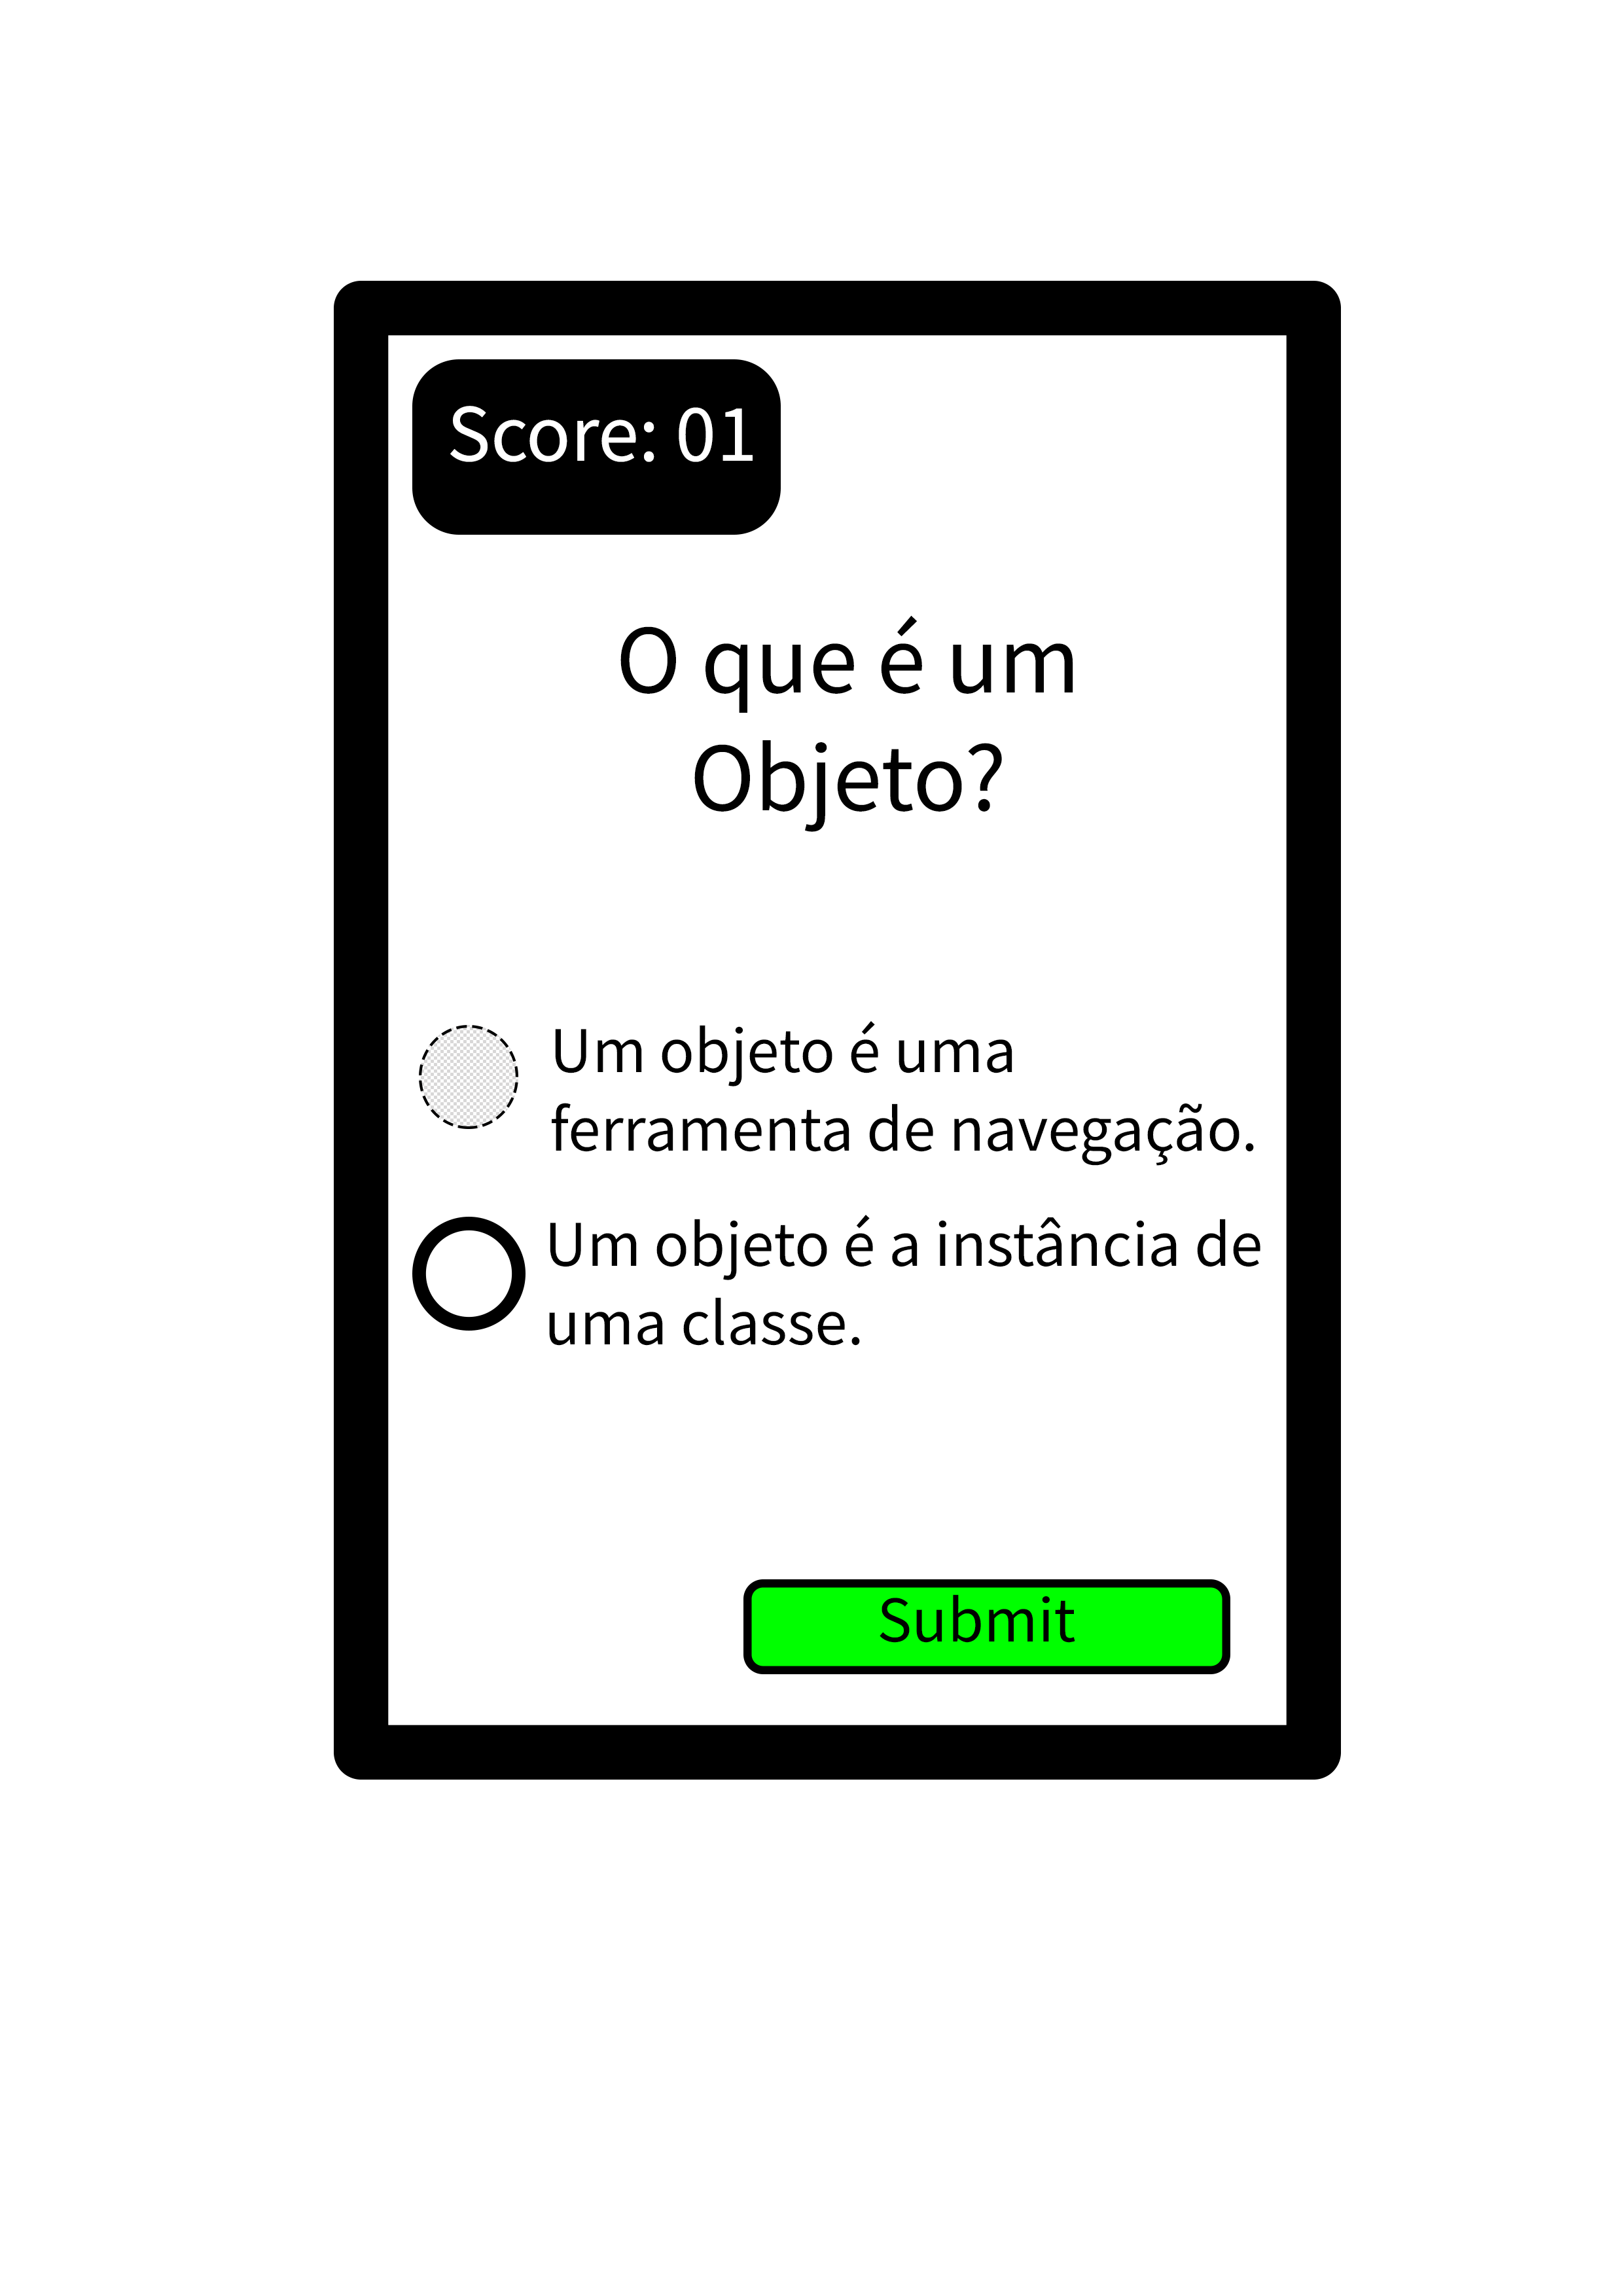 Score: 01
O que é um
Objeto?
Um objeto é uma
ferramenta de navegação.
Um objeto é a instância de
uma classe.
Submit